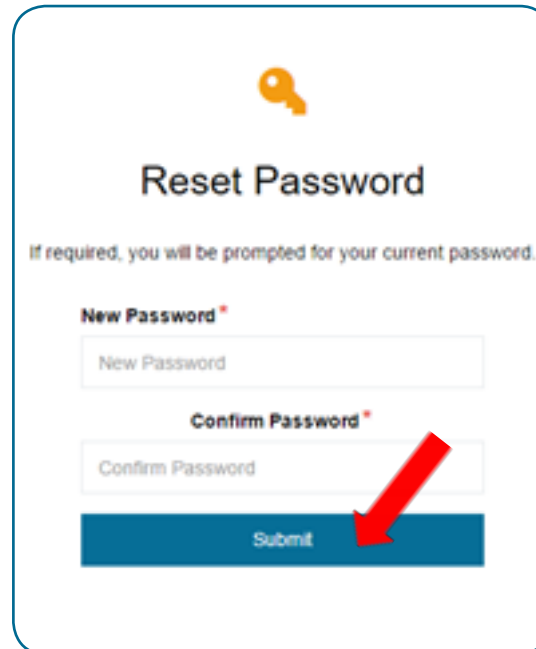 Reset Password
If required, you will be prompted for your current password.
New Password*
New Password
Confirm Password*
Confirm Password
Submit